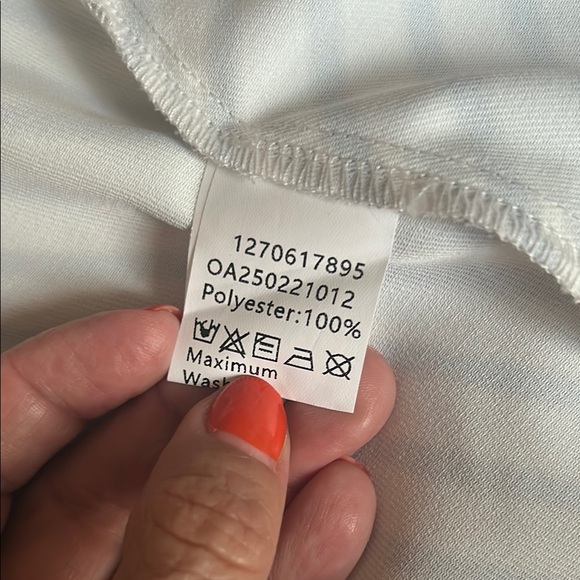 1270617895
OA250221012
Polyester:100%
Maximum
Wash